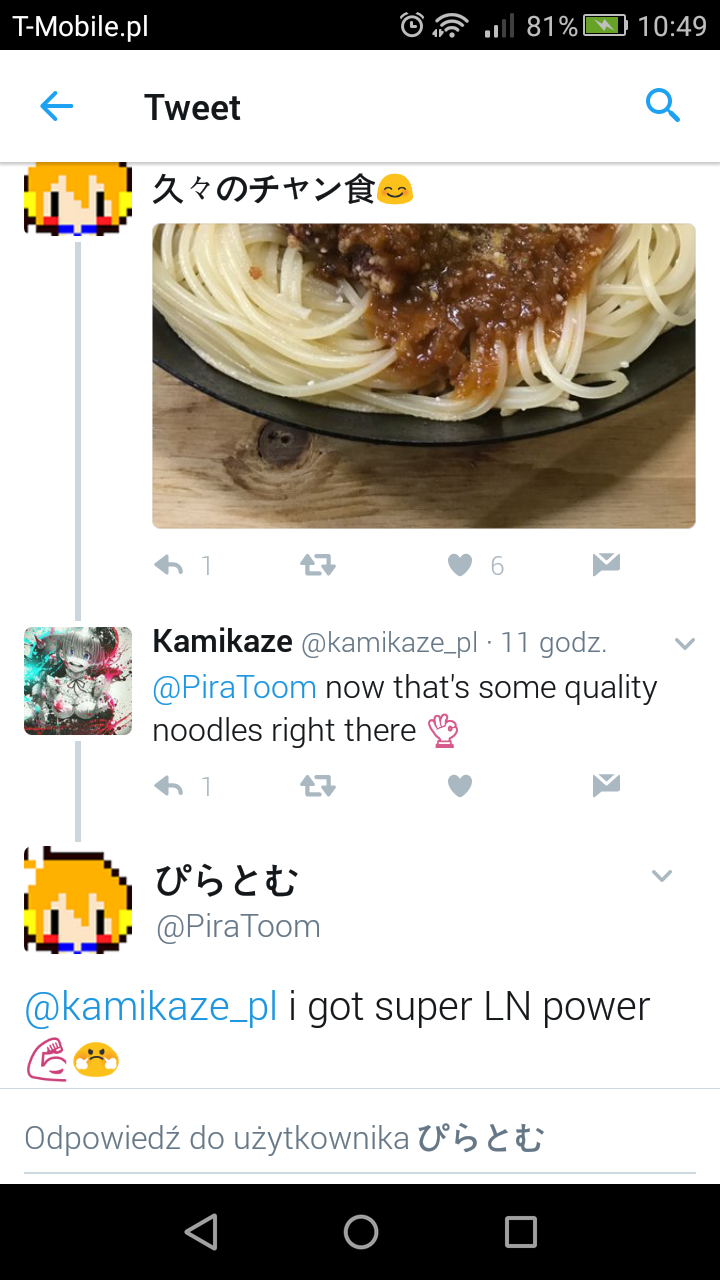 T-Mobile.pl 81% 10:49
Tweet
久々のチャン食😊
1 6
Kamikaze @kamikaze_pl · 11 godz.
@PiraToom now that's some quality
noodles right there 👌
1
ぴらとむ
@PiraToom
@kamikaze_pl i got super LN power
💪😤
Odpowiedź do użytkownika ぴらとむ